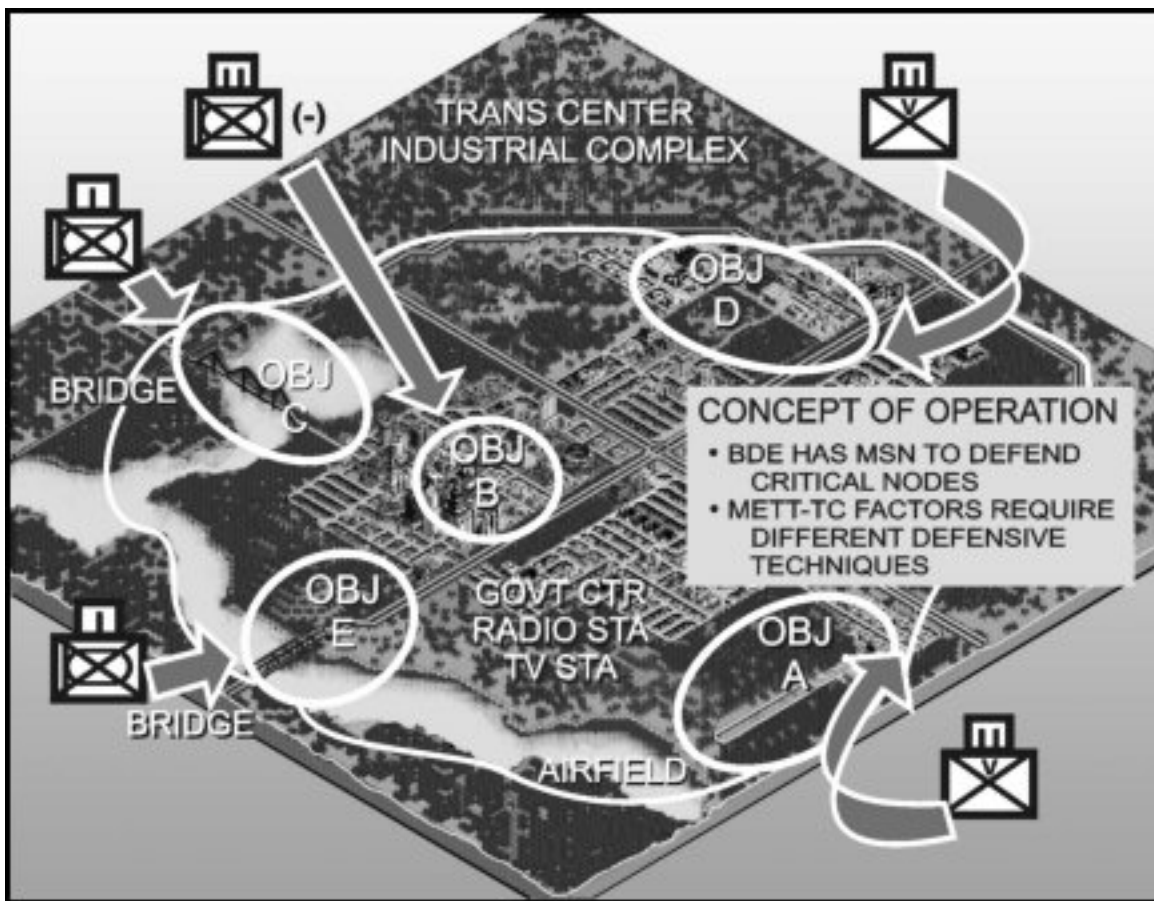 (-)
TRANS CENTER
INDUSTRIAL COMPLEX
OBJ
D
BRIDGE
OBJ
C
OBJ
B
CONCEPT OF OPERATION
• BDE HAS MSN TO DEFEND
CRITICAL NODES
• METT-TC FACTORS REQUIRE
DIFFERENT DEFENSIVE
TECHNIQUES
OBJ
E
GOVT CTR
RADIO STA
TV STA
OBJ
A
BRIDGE
AIRFIELD
V
V